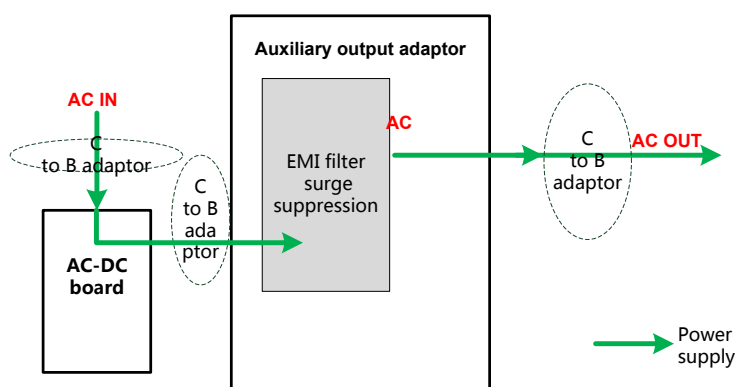 Auxiliary output adaptor
AC IN
C
to B adaptor
AC
EMI filter
surge
suppression
C
to B
ada
ptor
C
to B
adaptor
AC OUT
AC-DC
board
Power
supply